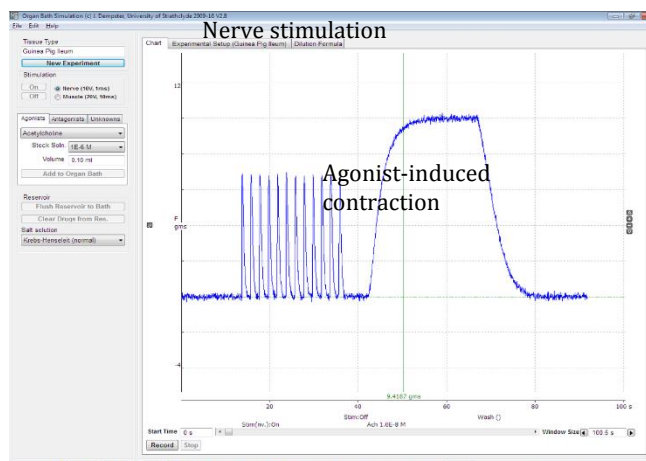 Organ Bath Simulation (c) J. Dempster, University of Strathclyde 2009-16 V2.8
File Edit Help
Nerve stimulation
Tissue Type
Guinea Pig Ileum
New Experiment
Stimulation
On
Nerve (10V, 1ms)
Off
Muscle (20V, 10ms)
Agonists Antagonists Unknowns
Acetylcholine
Stock Soln. 1E-6 M
Volume 0.10 ml
Add to Organ Bath
Reservoir
Flush Reservoir to Bath
Clear Drugs from Res.
Salt solution
Krebs-Henseleit (normal)
Chart Experimental Setup (Guinea Pig Ileum) Dilution Formula
12
Agonist-induced
contraction
F
gms
-4
9.4187 gms
20 40 60 80 100 s
Stim:Off Wash ()
Stim(nv.):On Ach 1.0E-8 M
Start Time 0 s
Window Size 100.5 s
Record Stop